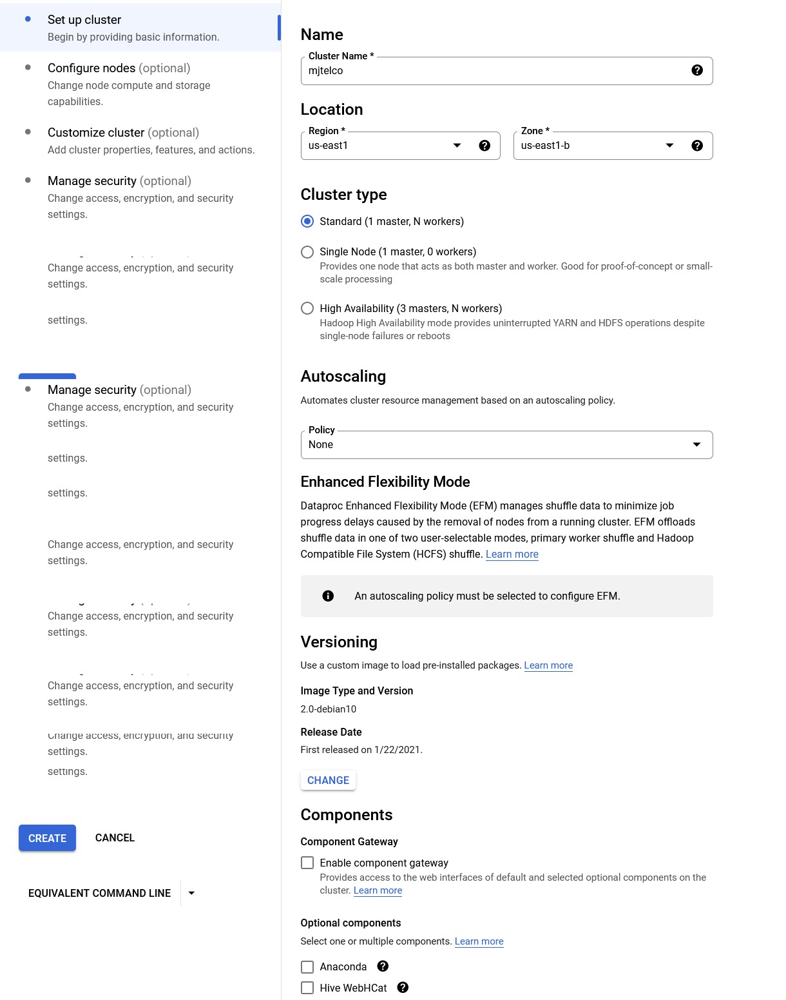 Set up cluster
Begin by providing basic information.
Configure nodes (optional)
Change node compute and storage
capabilities.
Customize cluster (optional)
Add cluster properties, features, and actions.
Manage security (optional)
Change access, encryption, and security
settings.
Change access, encryption, and security
settings.
settings.
Manage security (optional)
Change access, encryption, and security
settings.
settings.
settings.
Change access, encryption, and security
settings.
Change access, encryption, and security
settings.
Change access, encryption, and security
settings.
Change access, encryption, and security
settings.
settings.
CREATE
CANCEL
EQUIVALENT COMMAND LINE
Name
Cluster Name *
mjtelco
Location
Region *
us-east1
Zone *
us-east1-b
Cluster type
Standard (1 master, N workers)
Single Node (1 master, 0 workers)
Provides one node that acts as both master and worker. Good for proof-of-concept or small-
scale processing
High Availability (3 masters, N workers)
Hadoop High Availability mode provides uninterrupted YARN and HDFS operations despite
single-node failures or reboots
Autoscaling
Automates cluster resource management based on an autoscaling policy.
Policy
None
Enhanced Flexibility Mode
Dataproc Enhanced Flexibility Mode (EFM) manages shuffle data to minimize job
progress delays caused by the removal of nodes from a running cluster. EFM offloads
shuffle data in one of two user-selectable modes, primary worker shuffle and Hadoop
Compatible File System (HCFS) shuffle. Learn more
An autoscaling policy must be selected to configure EFM.
Versioning
Use a custom image to load pre-installed packages. Learn more
Image Type and Version
2.0-debian10
Release Date
First released on 1/22/2021.
CHANGE
Components
Component Gateway
Enable component gateway
Provides access to the web interfaces of default and selected optional components on the
cluster. Learn more
Optional components
Select one or multiple components. Learn more
Anaconda
Hive WebHCat